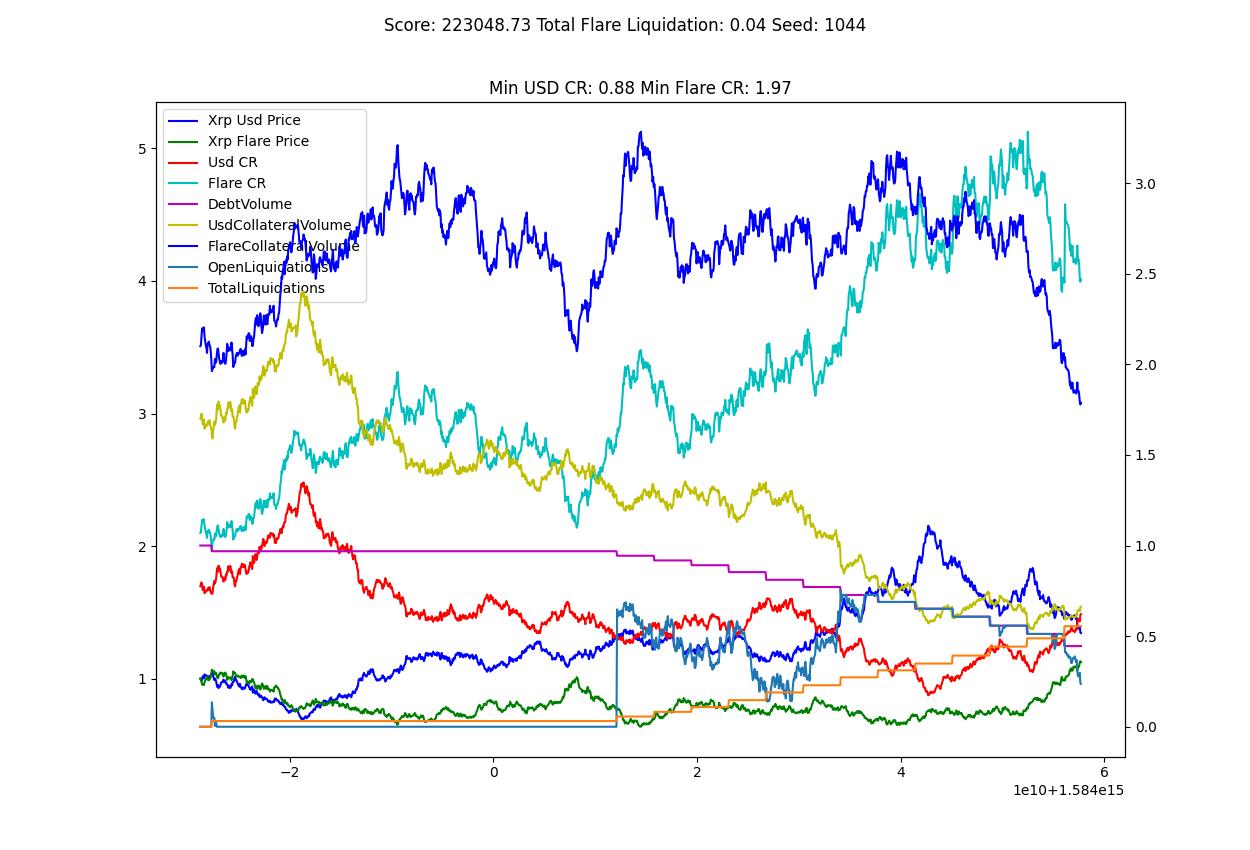 Score: 223048.73 Total Flare Liquidation: 0.04 Seed: 1044
Min USD CR: 0.88 Min Flare CR: 1.97
Xrp Usd Price
Xrp Flare Price
Usd CR
Flare CR
DebtVolume
UsdCollateralVolume
FlareCollateralVolume
OpenLiquidations
TotalLiquidations
5
4
3
2
1
3.0
2.5
2.0
1.5
1.0
0.5
0.0
−2
0
2
4
6
1e10+1.584e15